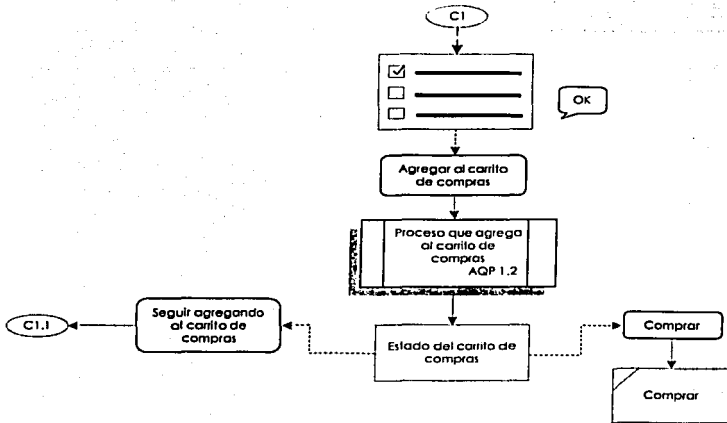 C1
OK
Agregar al carrito
de compras
Proceso que agrega
al carrito de
compras
AQP 1.2
C1.1
Seguir agregando
al carrito de
compras
Estado del carrito de
compras
Comprar
Comprar